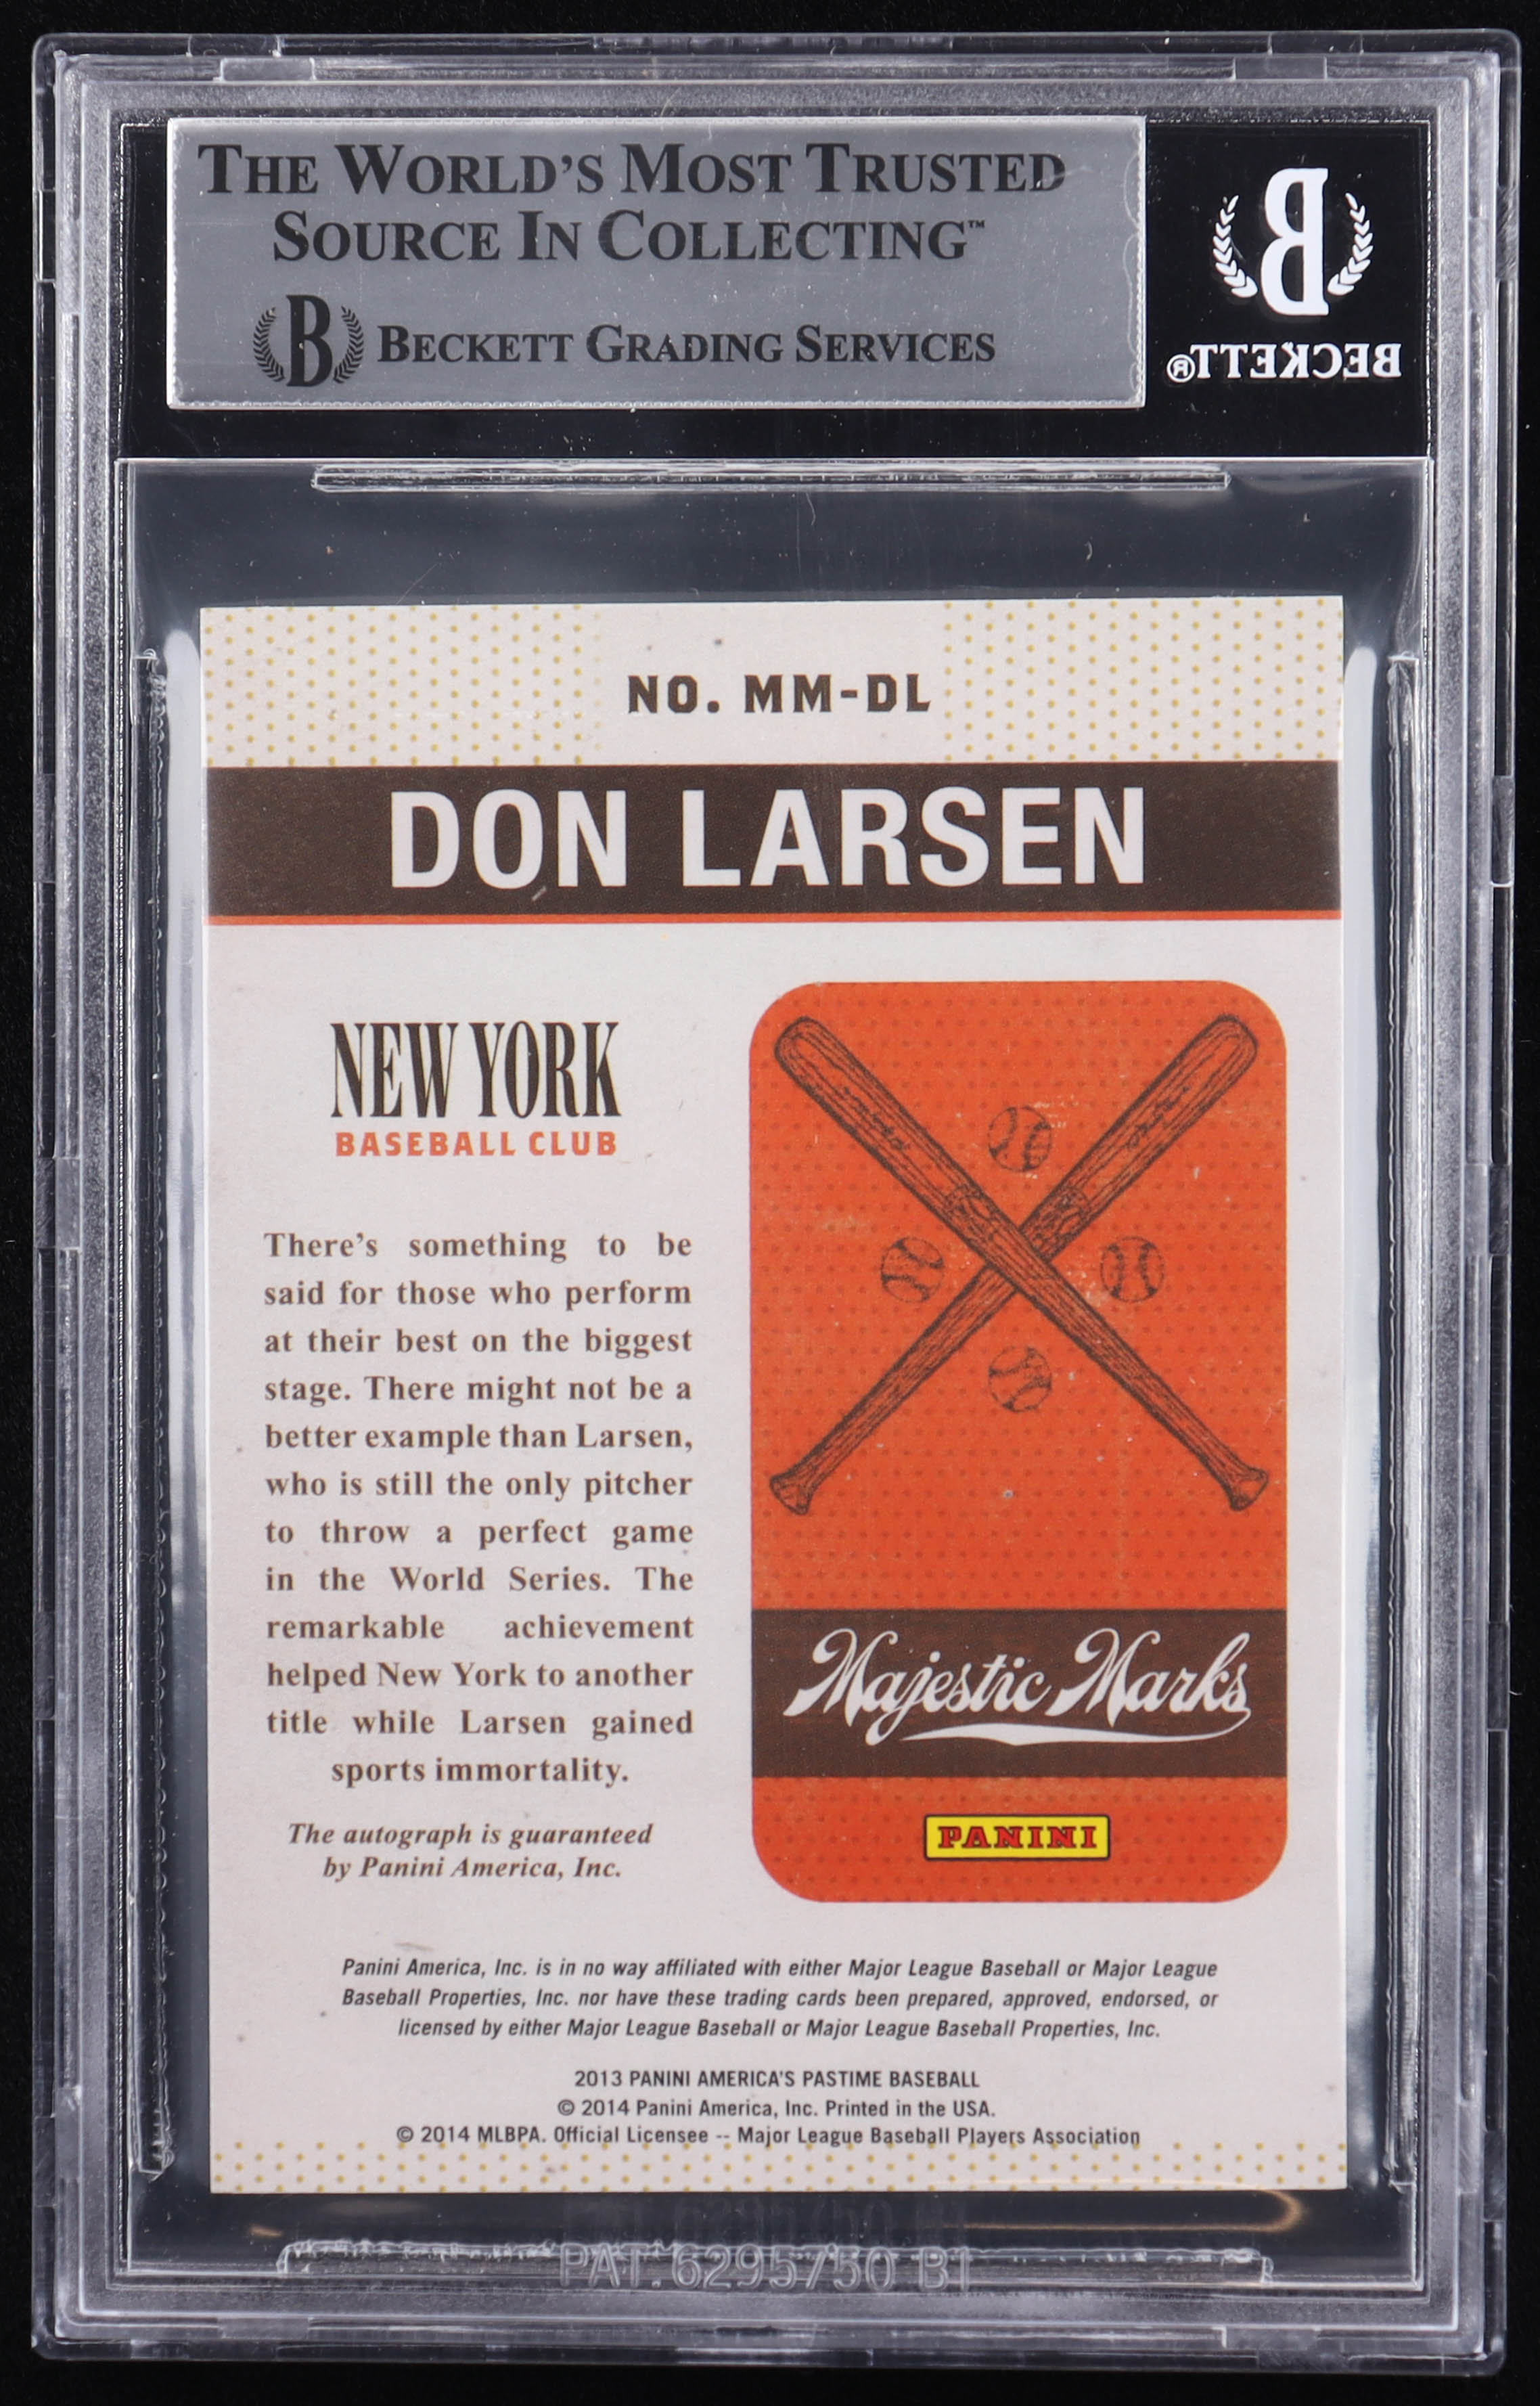 THE WORLD'S MOST TRUSTED
SOURCE IN COLLECTING™
B BECKETT GRADING SERVICES
B
BECKETT®
NO. MM-DL
DON LARSEN
NEW YORK
BASEBALL CLUB
There's something to be
said for those who perform
at their best on the biggest
stage. There might not be a
better example than Larsen,
who is still the only pitcher
to throw a perfect game
in the World Series. The
remarkable achievement
helped New York to another
title while Larsen gained
sports immortality.
The autograph is guaranteed
by Panini America, Inc.
Majestic Marks
PANINI
Panini America, Inc. is in no way affiliated with either Major League Baseball or Major League
Baseball Properties, Inc. nor have these trading cards been prepared, approved, endorsed, or
licensed by either Major League Baseball or Major League Baseball Properties, Inc.
2013 PANINI AMERICA'S PASTIME BASEBALL
© 2014 Panini America, Inc. Printed in the USA.
© 2014 MLBPA. Official Licensee -- Major League Baseball Players Association
PAT. 6295750 B1